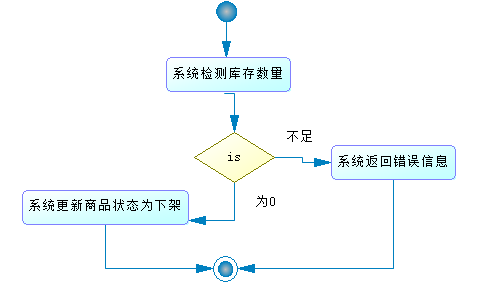 系统检测库存数量
不足
is
系统返回错误信息
为0
系统更新商品状态为下架